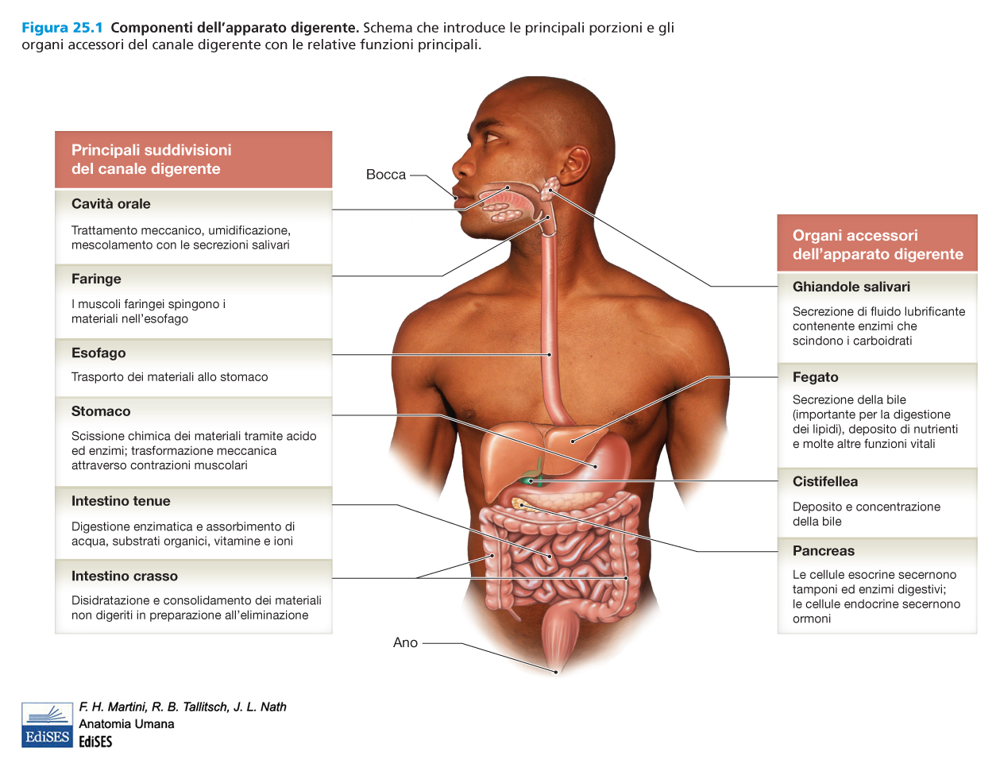 Figura 25.1 Componenti dell'apparato digerente. Schema che introduce le principali porzioni e gli
organi accessori del canale digerente con le relative funzioni principali.
Principali suddivisioni
del canale digerente
Cavità orale
Trattamento meccanico, umidificazione,
mescolamento con le secrezioni salivari
Faringe
I muscoli faringei spingono i
materiali nell'esofago
Esofago
Trasporto dei materiali allo stomaco
Stomaco
Scissione chimica dei materiali tramite acido
ed enzimi; trasformazione meccanica
attraverso contrazioni muscolari
Intestino tenue
Digestione enzimatica e assorbimento di
acqua, substrati organici, vitamine e ioni
Intestino crasso
Disidratazione e consolidamento dei materiali
non digeriti in preparazione all'eliminazione
Bocca
Ano
Organi accessori
dell'apparato digerente
Ghiandole salivari
Secrezione di fluido lubrificante
contenente enzimi che
scindono i carboidrati
Fegato
Secrezione della bile
(importante per la digestione
dei lipidi), deposito di nutrienti
e molte altre funzioni vitali
Cistifellea
Deposito e concentrazione
della bile
Pancreas
Le cellule esocrine secernono
tamponi ed enzimi digestivi;
le cellule endocrine secernono
ormoni
EdiSES
F. H. Martini, R. B. Tallitsch, J. L. Nath
Anatomia Umana
EdiSES